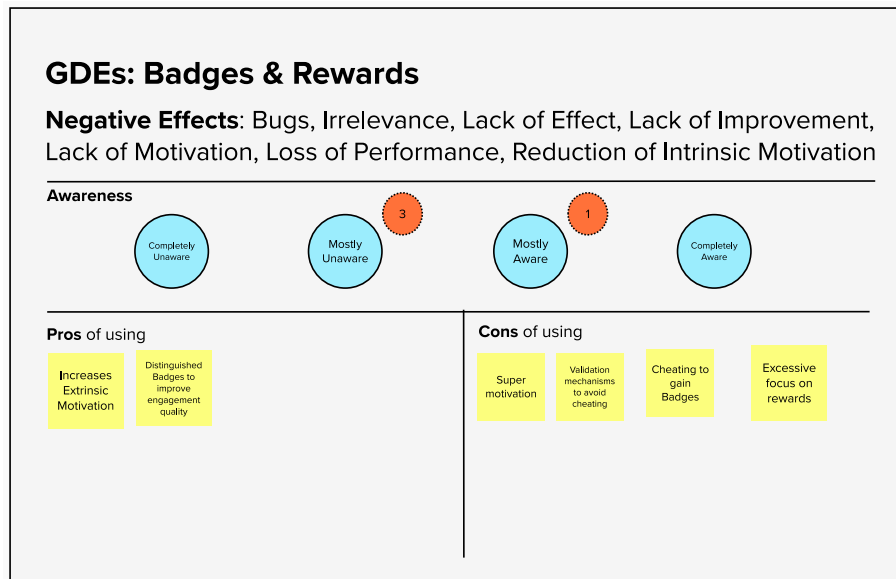 GDEs: Badges & Rewards
Negative Effects: Bugs, Irrelevance, Lack of Effect, Lack of Improvement,
Lack of Motivation, Loss of Performance, Reduction of Intrinsic Motivation
Awareness
Completely
Unaware
Mostly
Unaware
3
Mostly
Aware
1
Completely
Aware
Pros of using
Increases
Extrinsic
Motivation
Distinguished
Badges to
improve
engagement
quality
Cons of using
Super
motivation
Validation
mechanisms
to avoid
cheating
Cheating to
gain
Badges
Excessive
focus on
rewards